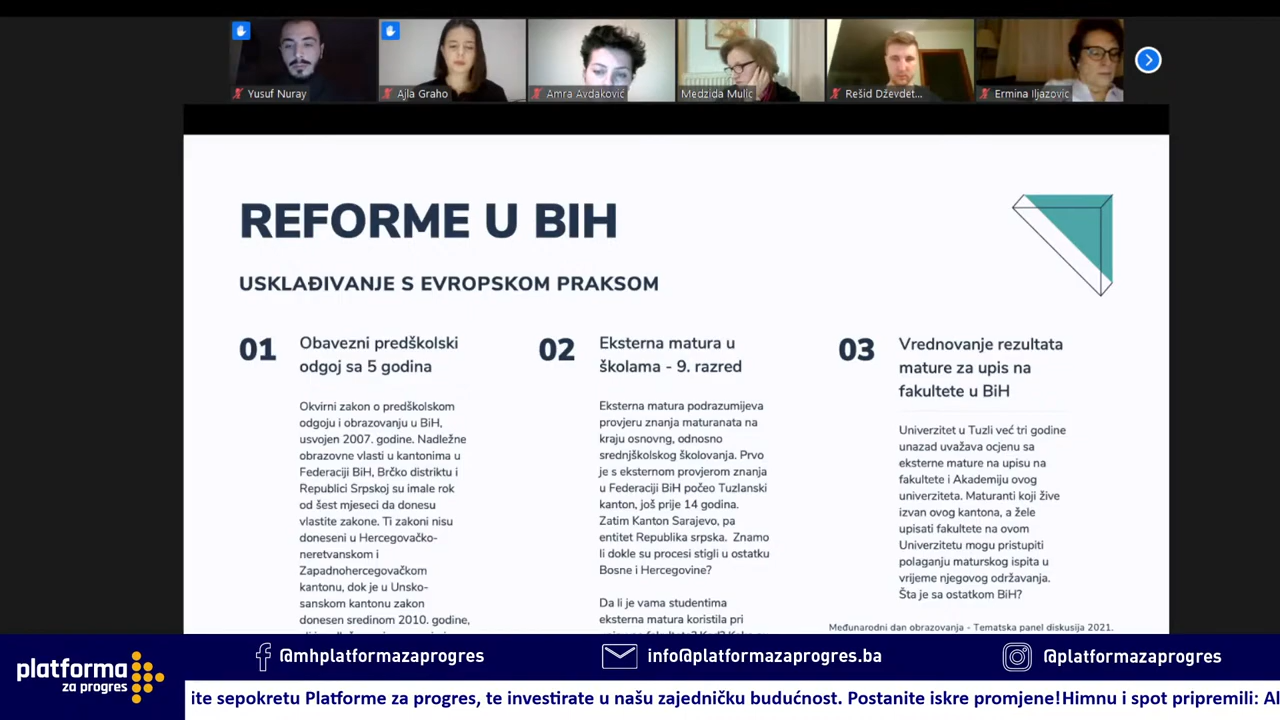 Yusuf Nuray
Ajla Graho
Amra Avdaković
Medzida Mulic
Rešid Dževdet...
Ermina Iljazovic
REFORME U BIH
USKLAĐIVANJE S EVROPSKOM PRAKSOM
01
Obavezni predškolski
odgoj sa 5 godina
Okvirni zakon o predškolskom
odgoju i obrazovanju u BiH,
usvojen 2007. godine. Nadležne
obrazovne vlasti u kantonima u
Federaciji BiH, Brčko distriktu i
Republici Srpskoj su imale rok
od šest mjeseci da donesu
vlastite zakone. Ti zakoni nisu
doneseni u Hercegovačko-
neretvanskom i
Zapadnohercegovačkom
kantonu, dok je u Unsko-
sanskom kantonu zakon
donesen sredinom 2010. godine,
02
Eksterna matura u
školama - 9. razred
Eksterna matura podrazumijeva
provjeru znanja maturanata na
kraju osnovng, odnosno
srednjškolskog školovanja. Prvo
je s eksternom provjerom znanja
u Federaciji BiH počeo Tuzlanski
kanton, još prije 14 godina.
Zatim Kanton Sarajevo, pa
entitet Republika srpska. Znamo
li dokle su procesi stigli u ostatku
Bosne i Hercegovine?
Da li je vama studentima
eksterna matura koristila pri
03
Vrednovanje rezultata
mature za upis na
fakultete u BiH
Univerzitet u Tuzli već tri godine
unazad uvažava ocjenu sa
eksterne mature na upisu na
fakultete i Akademiju ovog
univerziteta. Maturanti koji žive
izvan ovog kantona, a žele
upisati fakultete na ovom
Univerzitetu mogu pristupiti
polaganju maturskog ispita u
vrijeme njegovog održavanja.
Šta je sa ostatkom BiH?
Međunarodni dan obrazovanja - Tematska panel diskusija 2021.
platforma
za progres
@mhplatformazaprogres
info@platformazaprogres.ba
@platformazaprogres
ite sepokretu Platforme za progres, te investirate u našu zajedničku budućnost. Postanite iskre promjene!Himnu i spot pripremili: Al